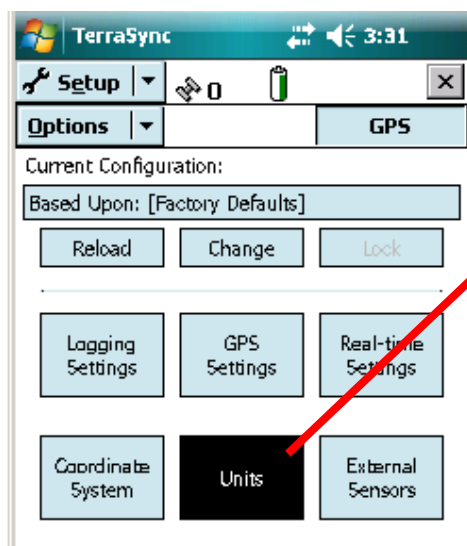 TerraSync 3:31
Setup 0
Options GPS
Current Configuration:
Based Upon: [Factory Defaults]
Reload Change Lock
Logging Settings GPS Settings Real-time Settings
Coordinate System Units External Sensors